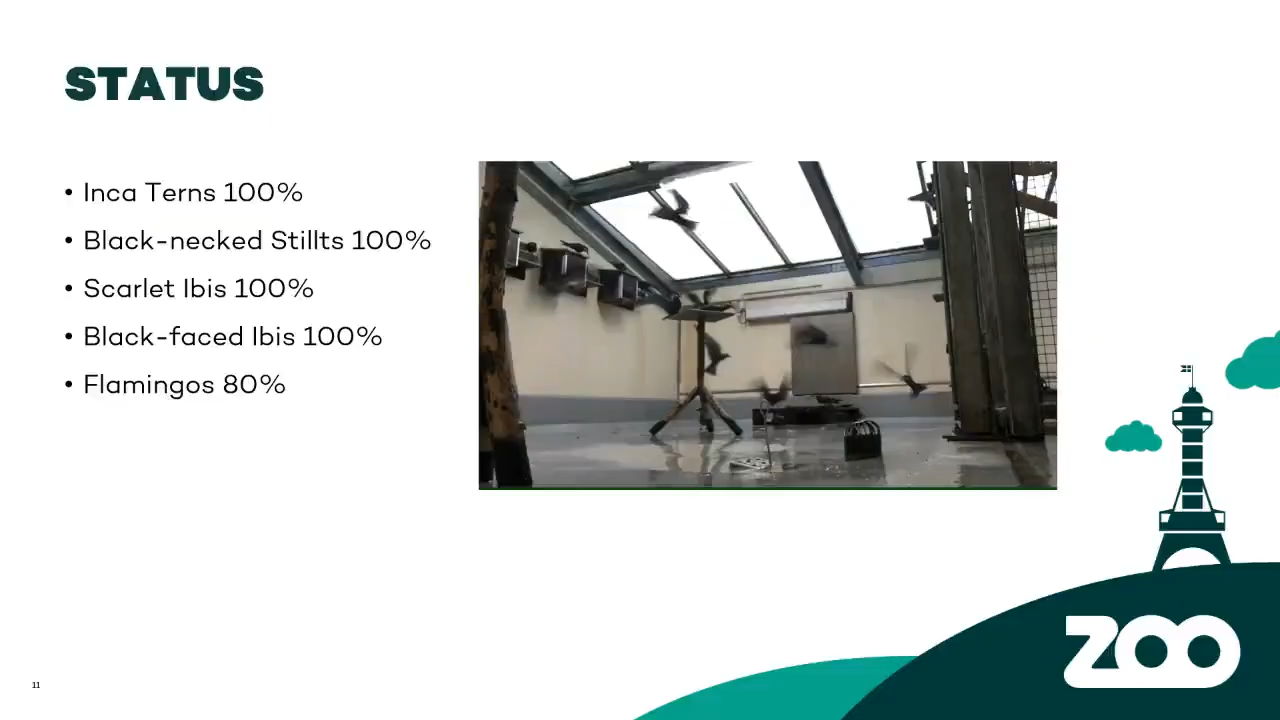 STATUS
• Inca Terns 100%
• Black-necked Stillts 100%
• Scarlet Ibis 100%
• Black-faced Ibis 100%
• Flamingos 80%
11
ZOO